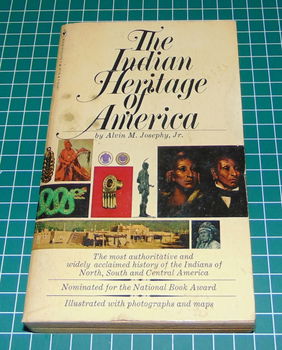 The
Indian
Heritage
of
America
by Alvin M. Josephy, Jr.
The most authoritative and
widely acclaimed history of the Indians of
North, South and Central America
Nominated for the National Book Award
Illustrated with photographs and maps